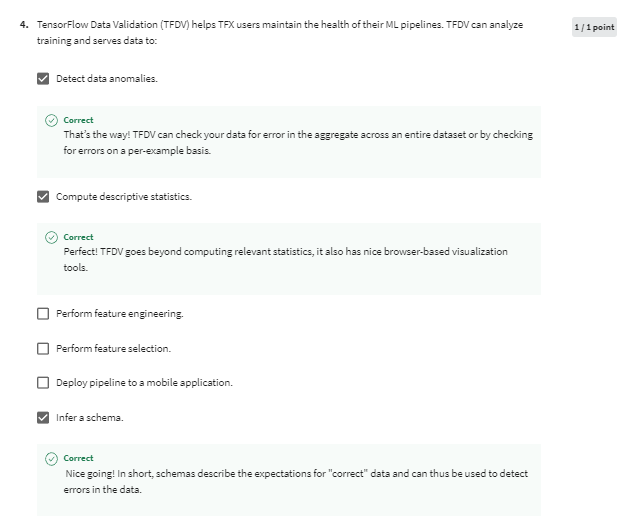 4. TensorFlow Data Validation (TFDV) helps TFX users maintain the health of their ML pipelines. TFDV can analyze
training and serves data to:
1 / 1 point
Detect data anomalies.
Correct
That's the way! TFDV can check your data for error in the aggregate across an entire dataset or by checking
for errors on a per-example basis.
Compute descriptive statistics.
Correct
Perfect! TFDV goes beyond computing relevant statistics, it also has nice browser-based visualization
tools.
Perform feature engineering.
Perform feature selection.
Deploy pipeline to a mobile application.
Infer a schema.
Correct
Nice going! In short, schemas describe the expectations for "correct" data and can thus be used to detect
errors in the data.